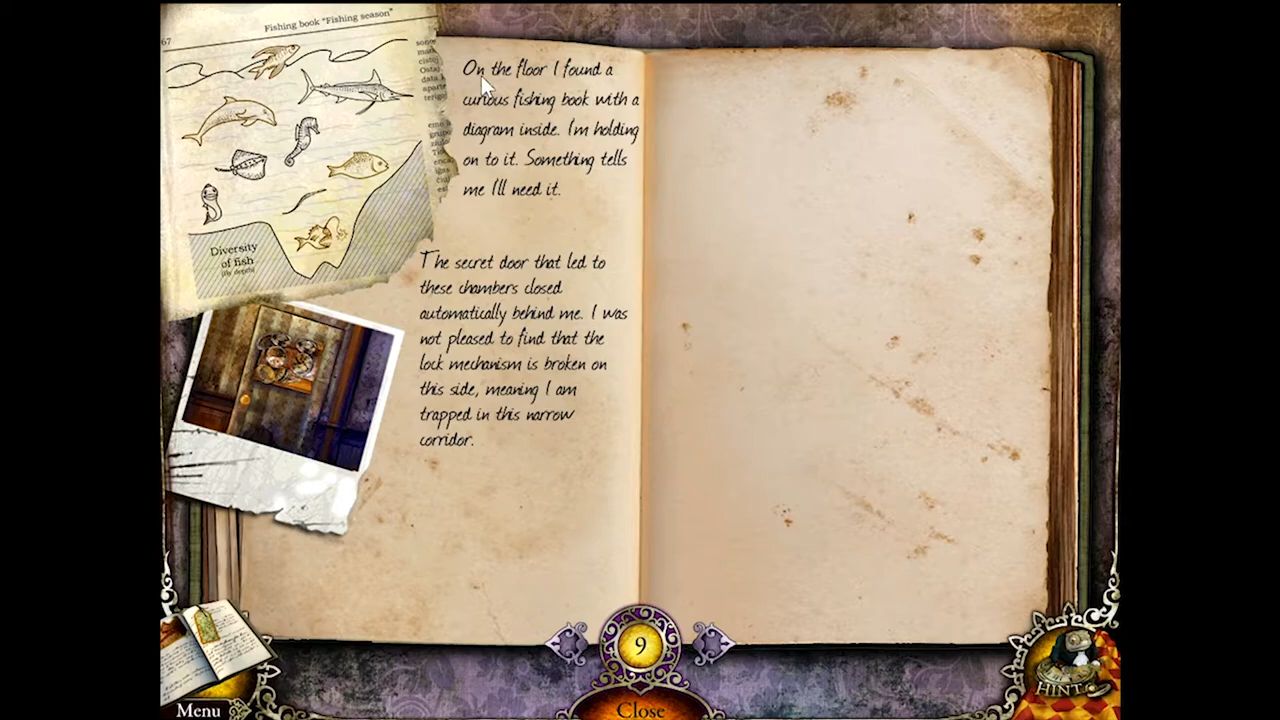 Fishing book "Fishing season"
67
Diversity
of fish
(By depth)
On the floor I found a
curious fishing book with a
diagram inside. I'm holding
on to it. Something tells
me I'll need it.
The secret door that led to
these chambers closed
automatically behind me. I was
not pleased to find that the
lock mechanism is broken on
this side, meaning I am
trapped in this narrow
corridor.
9
Menu
Close
HINT